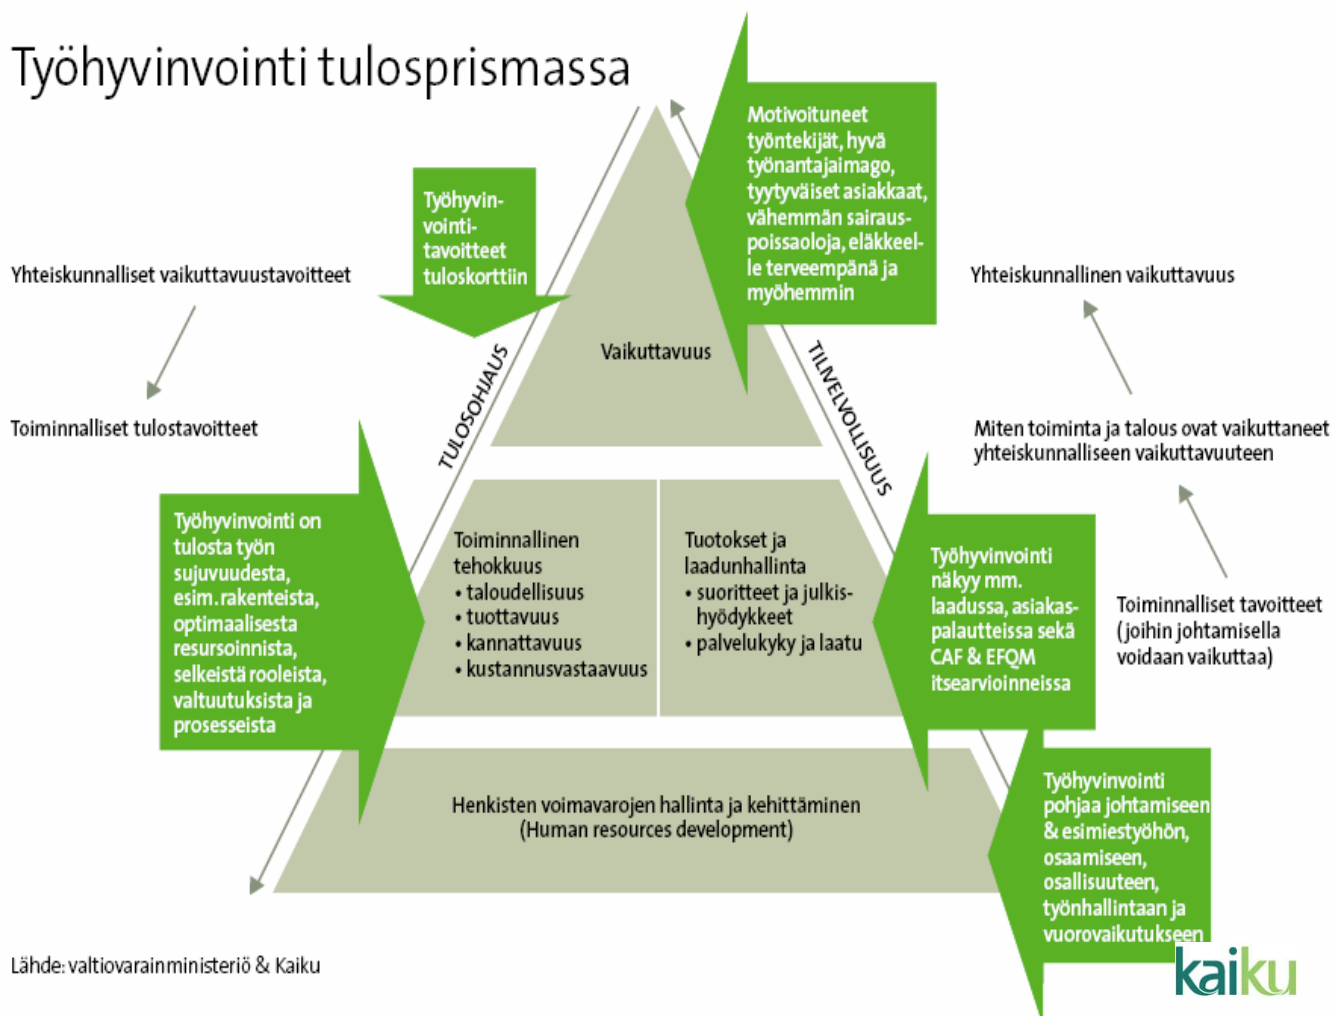 Työhyvinvointi tulosprismassa
Työhyvin-
vointi-
tavoitteet
tuloskorttiin
Motivoituneet
työntekijät, hyvä
työnantajaimago,
tyytyväiset asiakkaat,
vähemmän sairaus-
poissaoloja, eläkkeel-
le terveempänä ja
myöhemmin
Yhteiskunnalliset vaikuttavuustavoitteet
Toiminnalliset tulostavoitteet
TULOSOHJAUS
Vaikuttavuus
TILIVELVOLLISUUS
Yhteiskunnallinen vaikuttavuus
Miten toiminta ja talous ovat vaikuttaneet
yhteiskunnalliseen vaikuttavuuteen
Toiminnalliset tavoitteet
(joihin johtamisella
voidaan vaikuttaa)
Työhyvinvointi on
tulosta työn
sujuvuudesta,
esim.rakenteista,
optimaalisesta
resursoinnista,
selkeistä rooleista,
valtuutuksista ja
prosesseista
Toiminnallinen
tehokkuus
• taloudellisuus
• tuottavuus
• kannattavuus
• kustannusvastaavuus
Tuotokset ja
laadunhallinta
• suoritteet ja julkis-
hyödykkeet
• palvelukyky ja laatu
Työhyvinvointi
näkyy mm.
laadussa, asiakas-
palautteissa sekä
CAF & EFQM
itsearvioinneissa
Henkisten voimavarojen hallinta ja kehittäminen
(Human resources development)
Työhyvinvointi
pohjaa johtamiseen
& esimiestyöhön,
osaamiseen,
osallisuuteen,
työnhallintaan ja
vuorovaikutukseen
Lähde: valtiovarainministeriö & Kaiku
kaiku